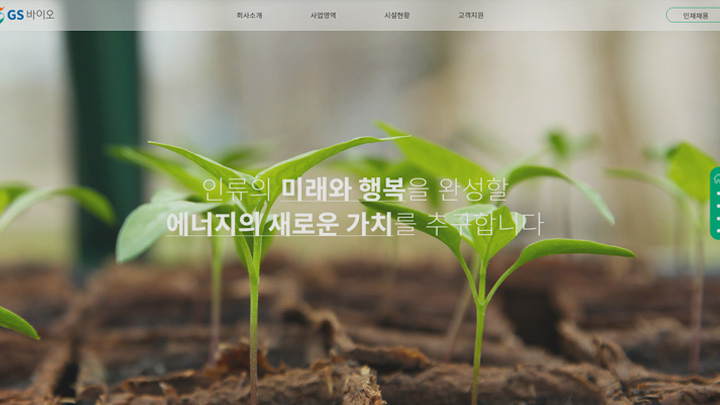 GS 바이오
회사소개
사업영역
시설현황
고객지원
인재채용
인류의 미래와 행복을 완성할
에너지의 새로운 가치를 추구합니다